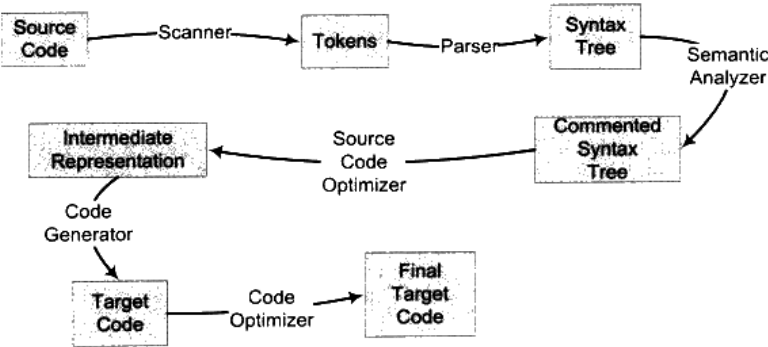 Source
Code
Scanner
Tokens
Parser
Syntax
Tree
Semantic
Analyzer
Commented
Syntax
Tree
Source
Code
Optimizer
Intermediate
Representation
Code
Generator
Target
Code
Code
Optimizer
Final
Target
Code